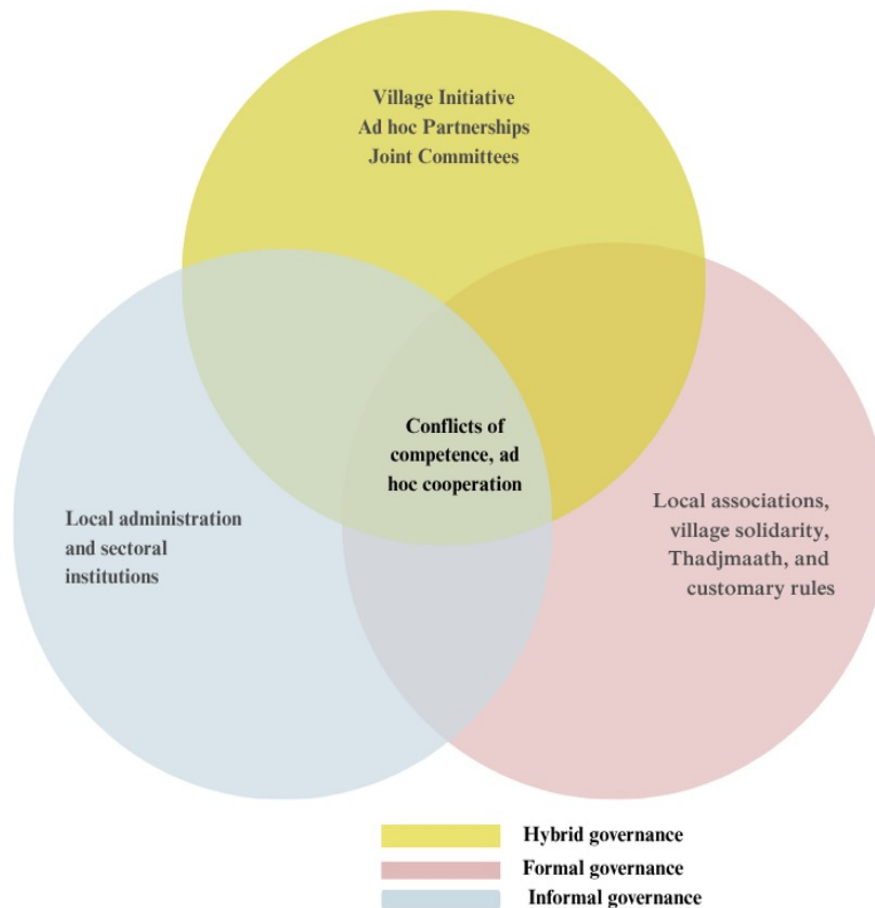 Village Initiative
Ad hoc Partnerships
Joint Committees
Conflicts of
competence, ad
hoc cooperation
Local administration
and sectoral
institutions
Local associations,
village solidarity,
Thadjmaath, and
customary rules
Hybrid governance
Formal governance
Informal governance